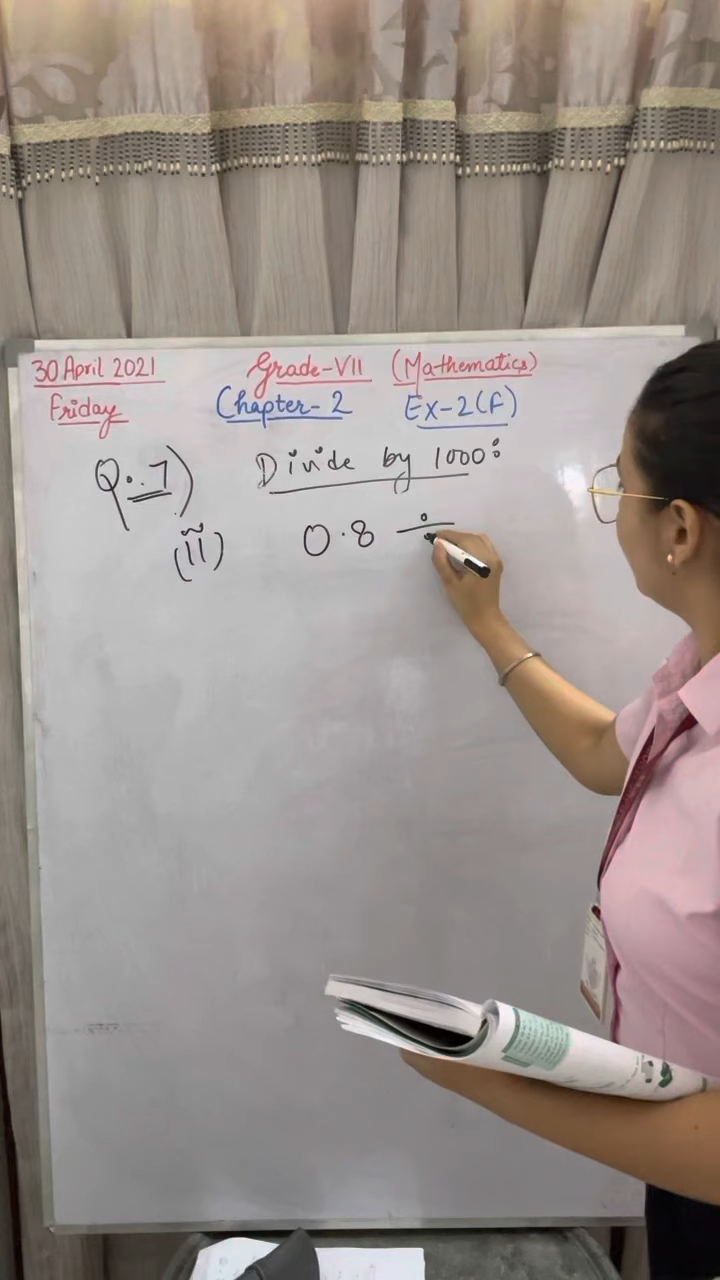 30 April 2021 Grade-VII (Mathematics)
Friday Chapter-2 Ex-2(F)
Q.7) Divide by 1000:
(ii) 0.8 ÷